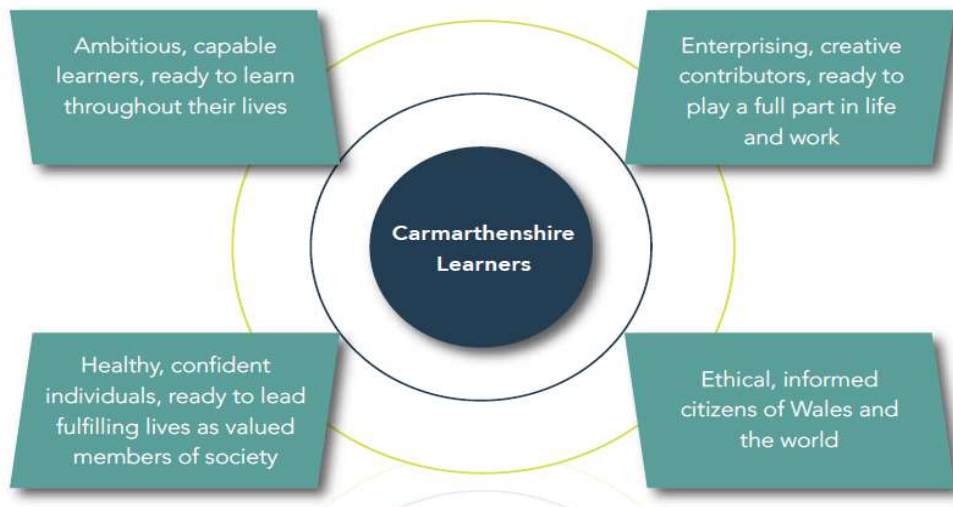 Ambitious, capable
learners, ready to learn
throughout their lives
Enterprising, creative
contributors, ready to
play a full part in life
and work
Carmarthenshire
Learners
Healthy, confident
individuals, ready to lead
fulfilling lives as valued
members of society
Ethical, informed
citizens of Wales and
the world